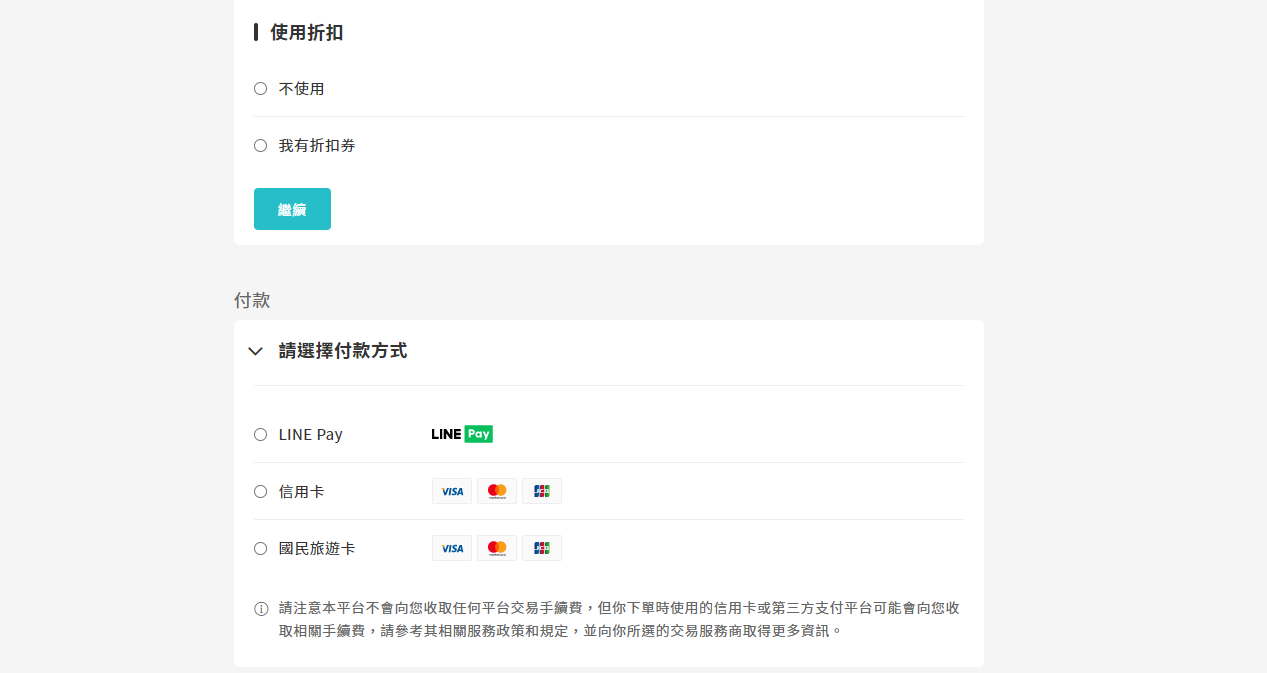 使用折扣
不使用
我有折扣券
繼續
付款
請選擇付款方式
LINE Pay LINE Pay
信用卡 VISA mastercard JCB
國民旅遊卡 VISA mastercard JCB
請注意本平台不會向您收取任何平台交易手續費，但你下單時使用的信用卡或第三方支付平台可能會向您收
取相關手續費，請參考其相關服務政策和規定，並向你所選的交易服務商取得更多資訊。